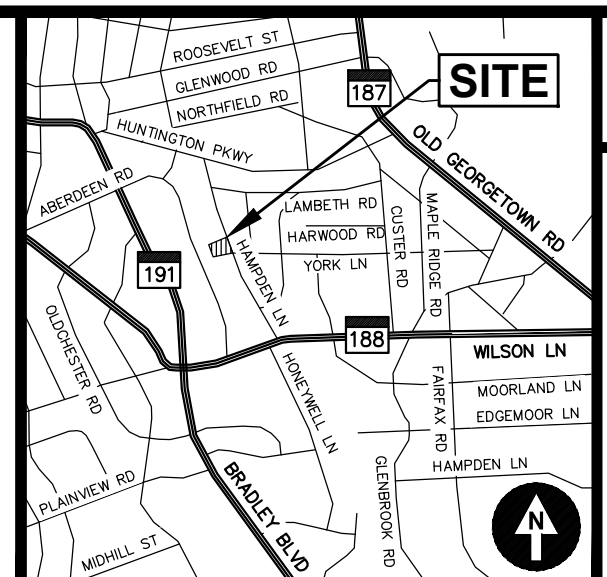 ROOSEVELT ST
GLENWOOD RD
NORTHFIELD RD
187
SITE
HUNTINGTON PKWY
OLD GEORGETOWN RD
ABERDEEN RD
LAMBETH RD
HARWOOD RD
YORK LN
CUSTER RD
MAPLE RIDGE RD
HAMPDEN LN
191
188
WILSON LN
OLDCHESTER RD
HONEYWELL LN
FAIRFAX RD
MOORLAND LN
EDGEMOOR LN
HAMPDEN LN
GLENBROOK RD
BRADLEY BLVD
PLAINVIEW RD
MIDHILL ST
N